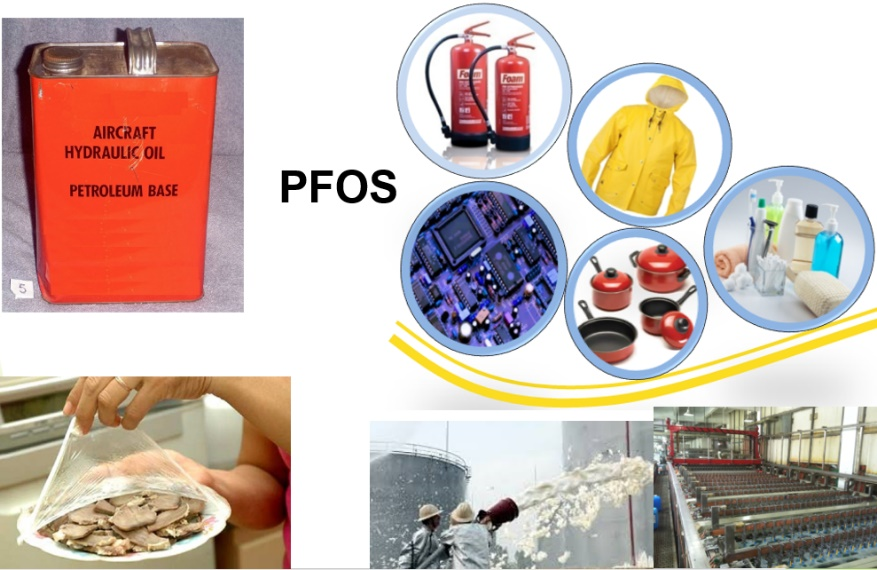 AIRCRAFT
HYDRAULIC OIL
PETROLEUM BASE
5
PFOS
Foam
Foam